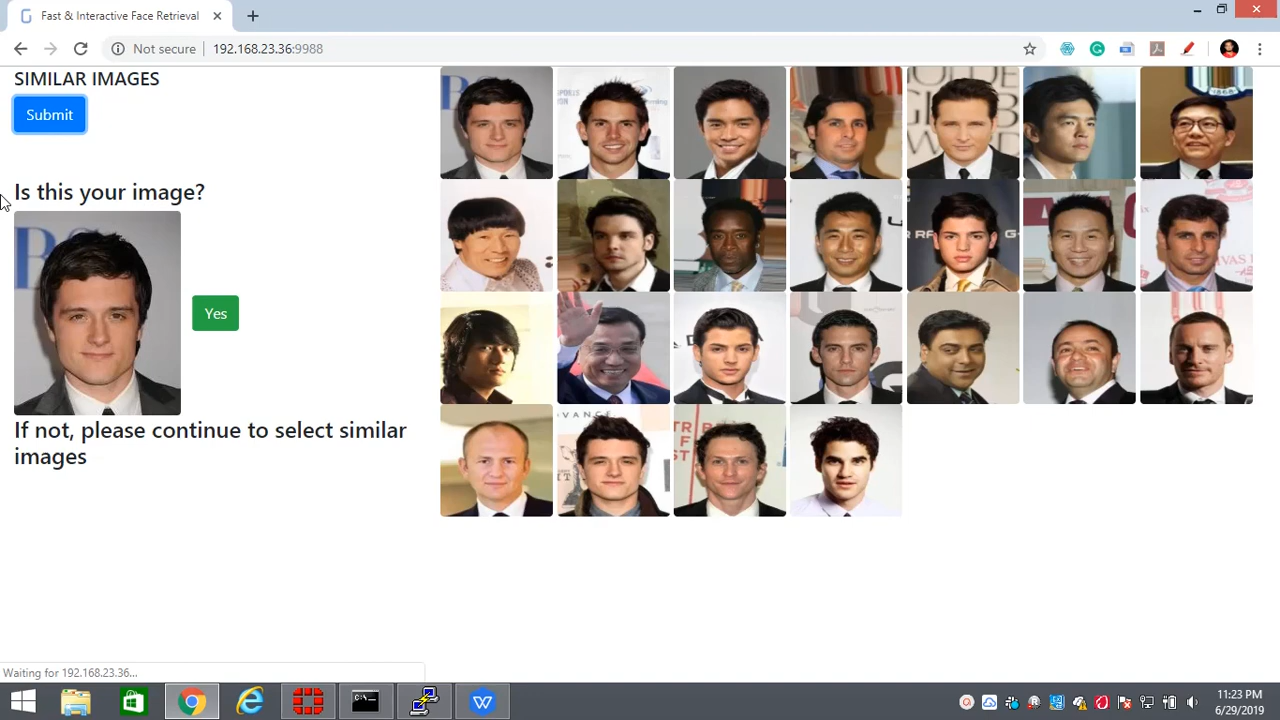 Fast & Interactive Face Retrieval
Not secure
192.168.23.36:9988
SIMILAR IMAGES
Submit
Is this your image?
Yes
If not, please continue to select similar
images
Waiting for 192.168.23.36...
11:23 PM
6/29/2019